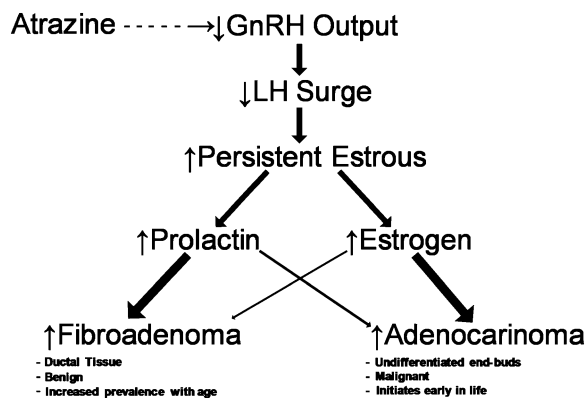 Atrazine ↓GnRH Output
↓LH Surge
↑Persistent Estrous
↑Prolactin ↑Estrogen
↑Fibroadenoma ↑Adenocarinoma
- Ductal Tissue - Undifferentiated end-buds
- Benign - Malignant
- Increased prevalence with age - Initiates early in life